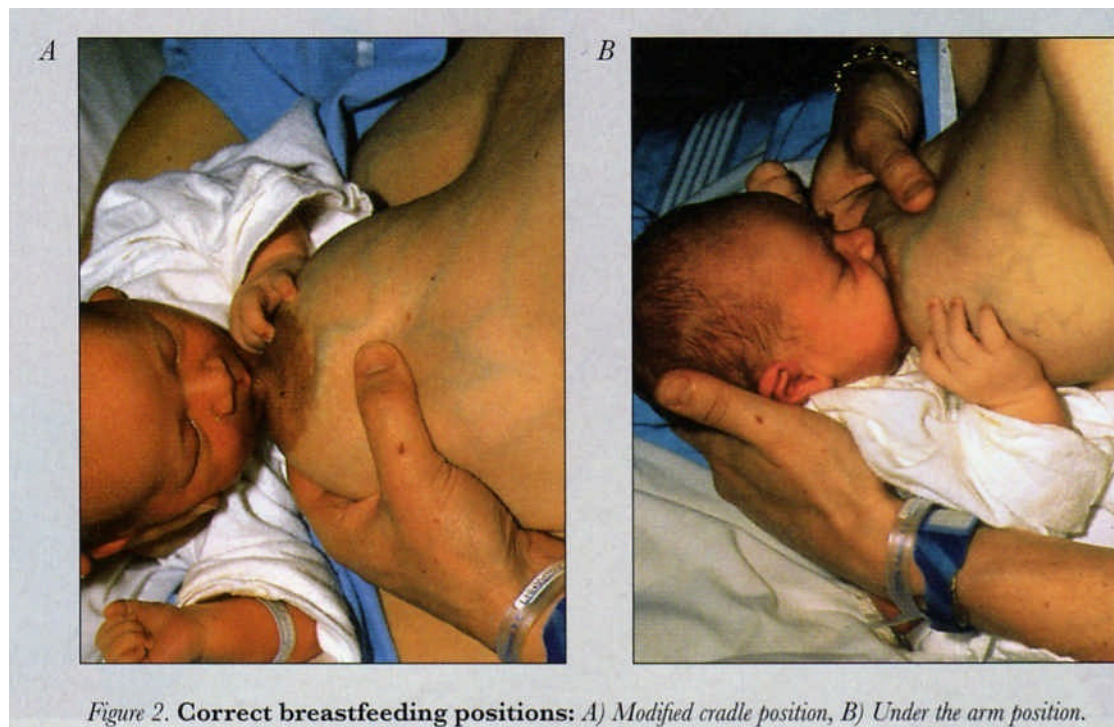 A B
Figure 2. Correct breastfeeding positions: A) Modified cradle position, B) Under the arm position.